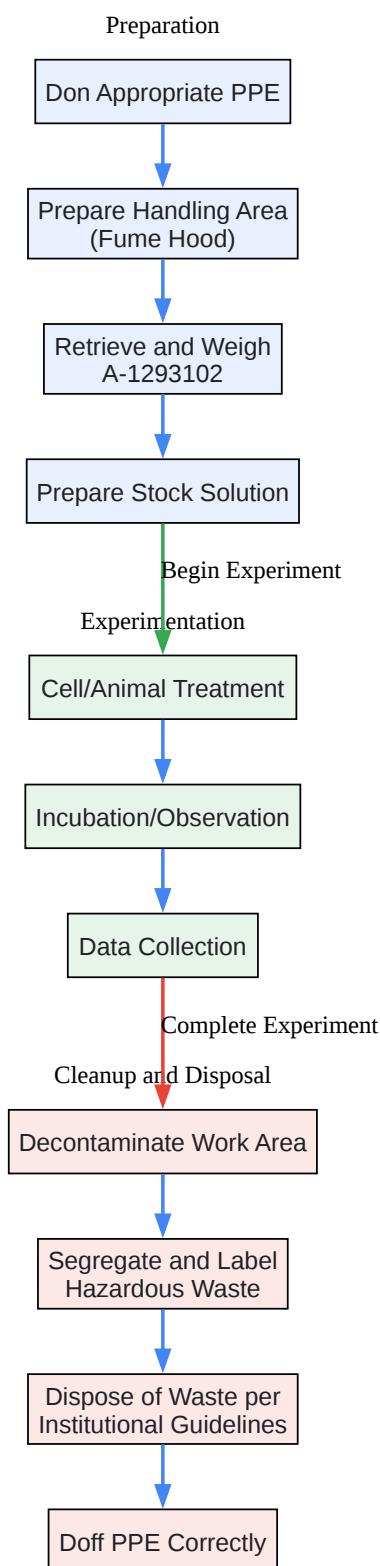 Preparation
Don Appropriate PPE
Prepare Handling Area
(Fume Hood)
Retrieve and Weigh
A-1293102
Prepare Stock Solution
Begin Experiment
Experimentation
Cell/Animal Treatment
Incubation/Observation
Data Collection
Complete Experiment
Cleanup and Disposal
Decontaminate Work Area
Segregate and Label
Hazardous Waste
Dispose of Waste per
Institutional Guidelines
Doff PPE Correctly